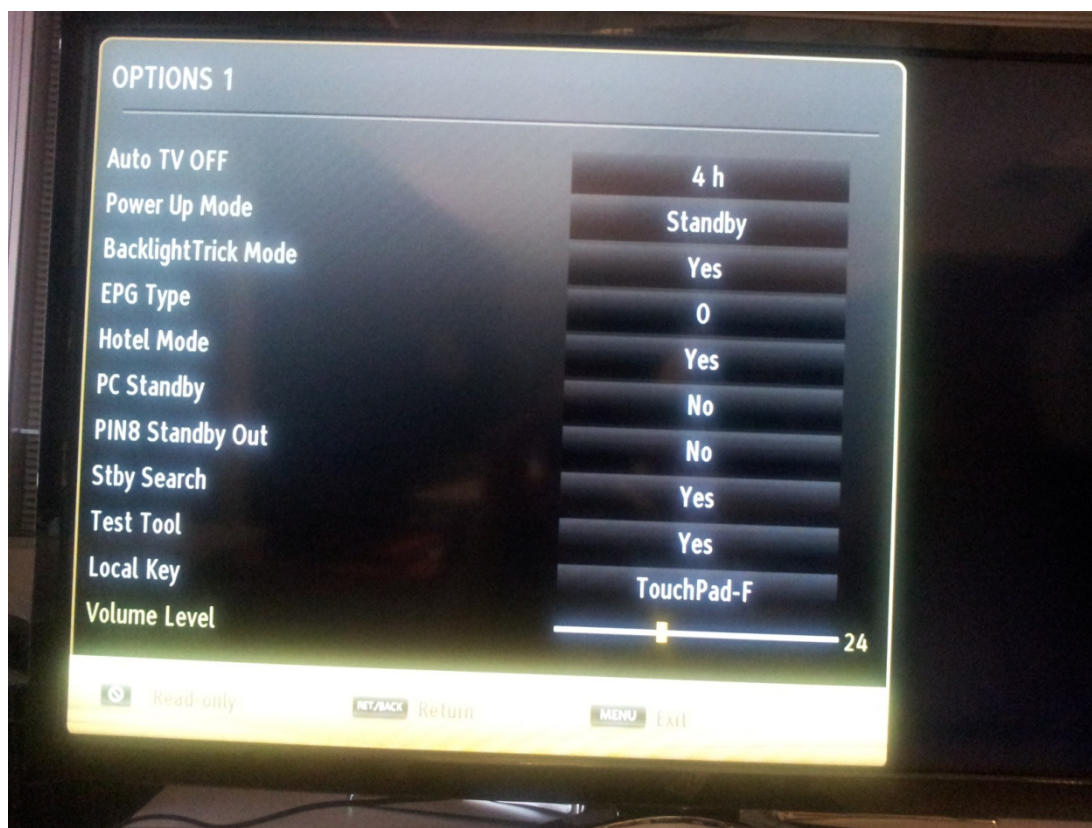 OPTIONS 1
Auto TV OFF 4 h
Power Up Mode Standby
BacklightTrick Mode Yes
EPG Type 0
Hotel Mode Yes
PC Standby No
PIN8 Standby Out No
Stby Search Yes
Test Tool Yes
Local Key TouchPad-F
Volume Level 24
Read-only RET./BACK Return MENU Exit